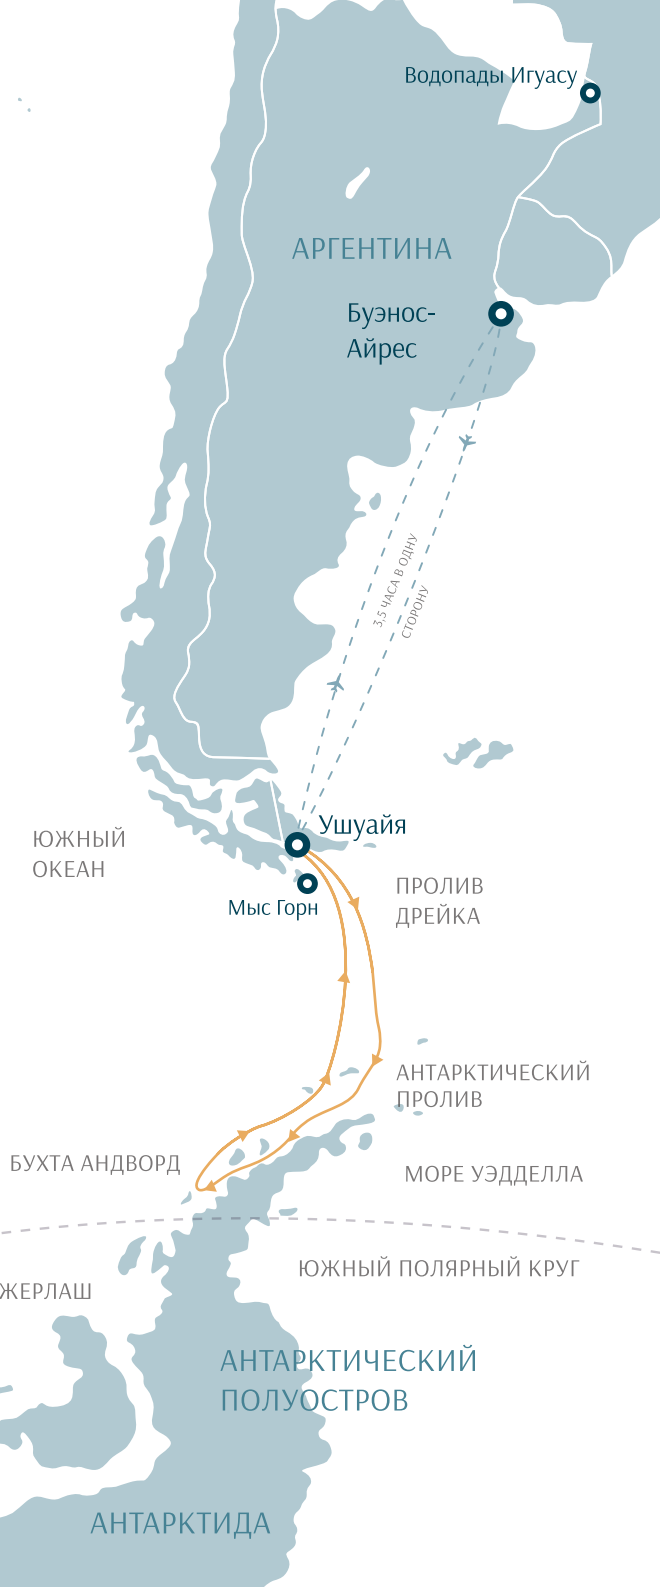 Водопады Игуасу
АРГЕНТИНА
Буэнос-
Айрес
3,5 ЧАСА В ОДНУ
СТОРОНУ
Ушуайя
ЮЖНЫЙ
ОКЕАН
ПРОЛИВ
ДРЕЙКА
Мыс Горн
АНТАРКТИЧЕСКИЙ
ПРОЛИВ
БУХТА АНДВОРД
МОРЕ УЭДДЕЛЛА
ЮЖНЫЙ ПОЛЯРНЫЙ КРУГ
ЖЕРЛАШ
АНТАРКТИЧЕСКИЙ
ПОЛУОСТРОВ
АНТАРКТИДА